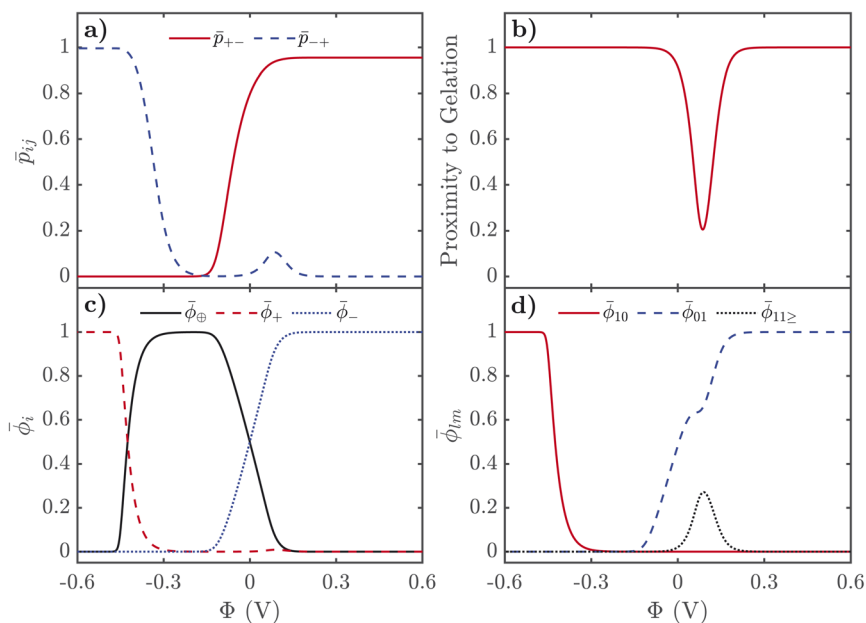 a)
p̄₊₋ p̄₋₊
1
0.8
0.6
0.4
0.2
0
p̄ᵢⱼ
b)
1
0.8
0.6
0.4
0.2
0
Proximity to Gelation
c)
ϕ̄⊕ ϕ̄₊ ϕ̄₋
1
0.8
0.6
0.4
0.2
0
ϕ̄ᵢ
-0.6 -0.3 0 0.3 0.6
Φ (V)
d)
ϕ̄₁₀ ϕ̄₀₁ ϕ̄₁₁≥
1
0.8
0.6
0.4
0.2
0
ϕ̄ₗₘ
-0.6 -0.3 0 0.3 0.6
Φ (V)